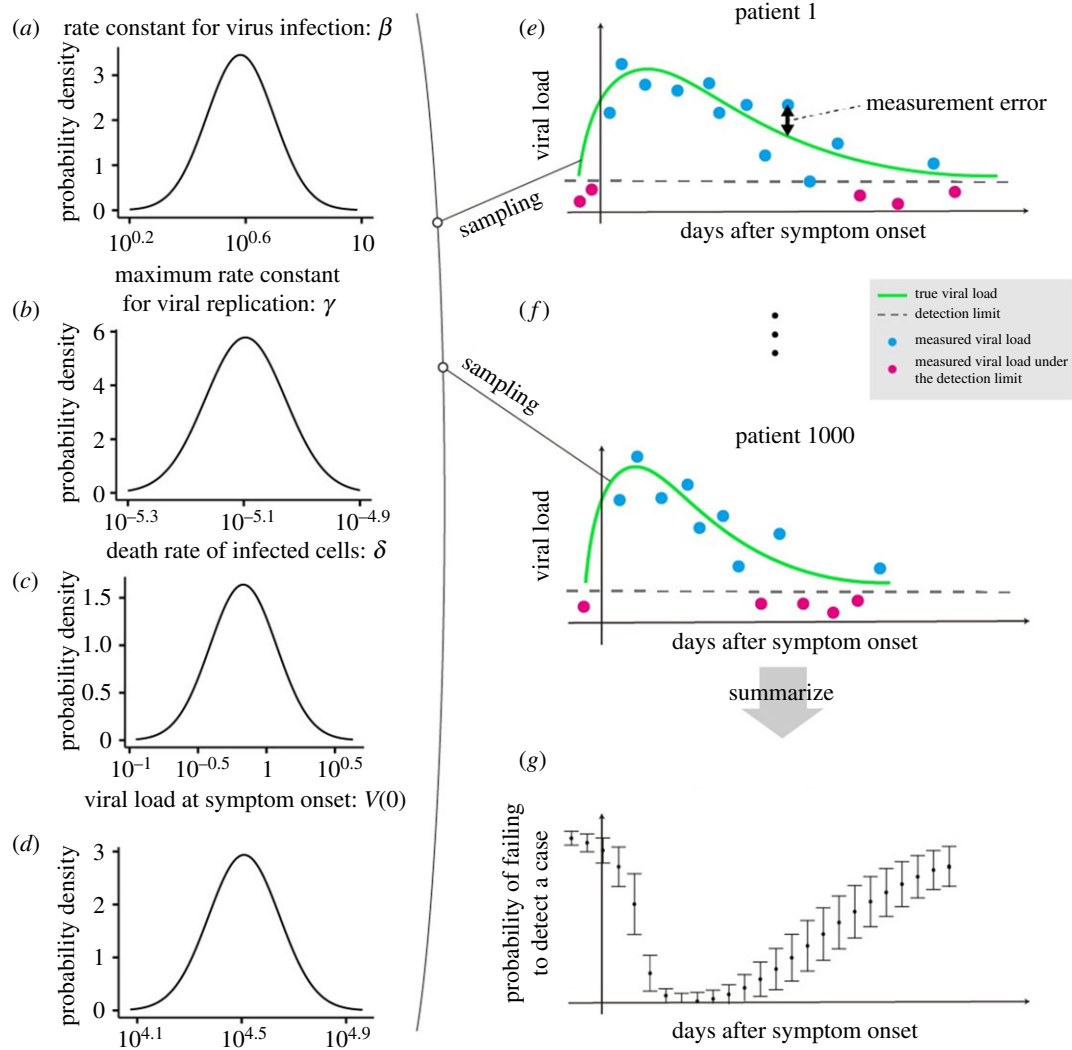 (a) rate constant for virus infection: β
probability density
3
2
1
0
10^0.2 10^0.6 10
maximum rate constant
for viral replication: γ
(b)
probability density
6
4
2
0
10^–5.3 10^–5.1 10^–4.9
death rate of infected cells: δ
(c)
probability density
1.5
1.0
0.5
0
10^–1 10^–0.5 1 10^0.5
viral load at symptom onset: V(0)
(d)
probability density
3
2
1
0
10^4.1 10^4.5 10^4.9
sampling
sampling
(e) patient 1
viral load
measurement error
days after symptom onset
true viral load
detection limit
measured viral load
measured viral load under
the detection limit
(f)
patient 1000
viral load
days after symptom onset
summarize
(g)
probability of failing
to detect a case
days after symptom onset